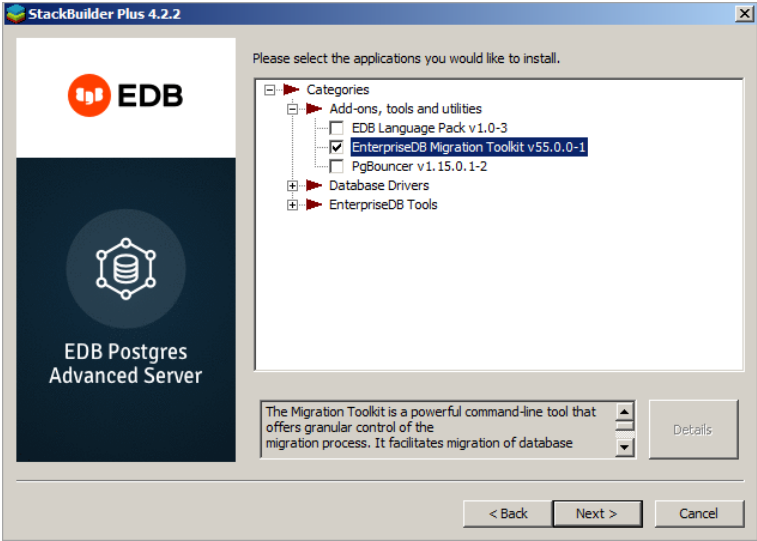 StackBuilder Plus 4.2.2
EDB
EDB Postgres
Advanced Server
Please select the applications you would like to install.
Categories
Add-ons, tools and utilities
EDB Language Pack v1.0-3
EnterpriseDB Migration Toolkit v55.0.0-1
PgBouncer v1.15.0.1-2
Database Drivers
EnterpriseDB Tools
The Migration Toolkit is a powerful command-line tool that
offers granular control of the
migration process. It facilitates migration of database
Details
< Back
Next >
Cancel